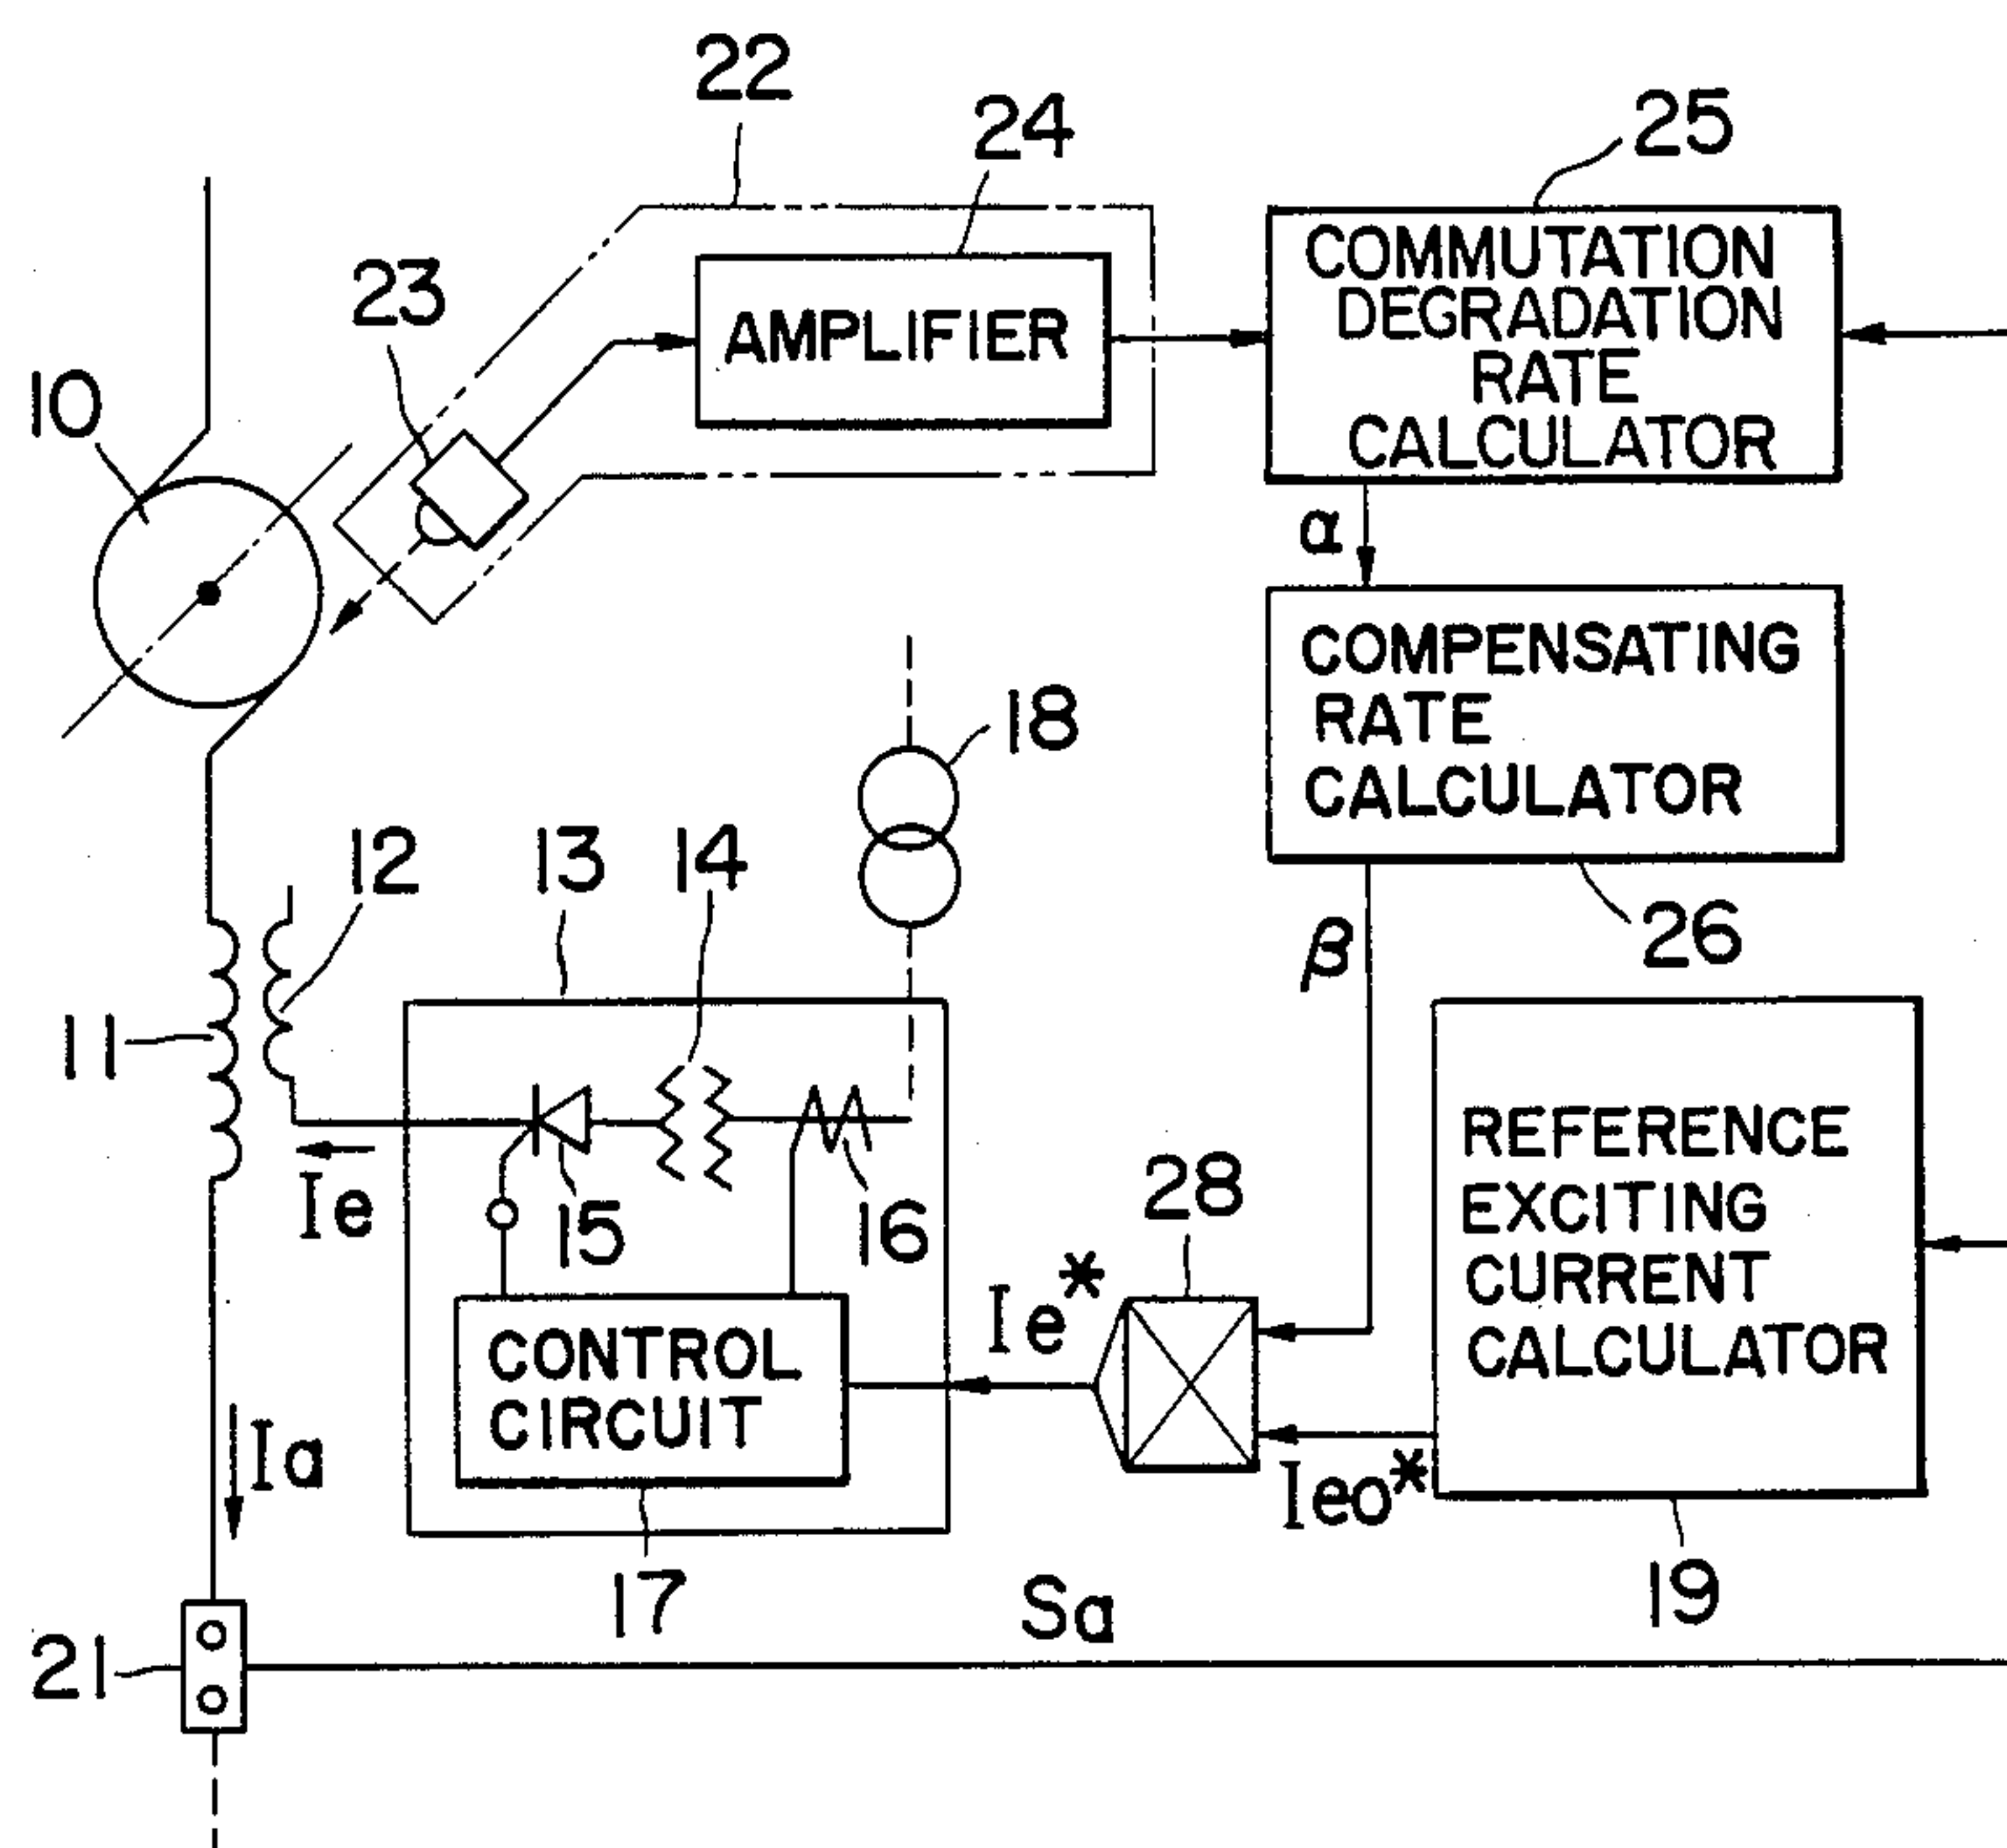 22
24
25
23
10
AMPLIFIER
COMMUTATION
DEGRADATION
RATE
CALCULATOR
α
COMPENSATING
RATE
CALCULATOR
18
12
13
14
26
β
11
REFERENCE
EXCITING
CURRENT
CALCULATOR
Ie
15
16
28
Ie*
CONTROL
CIRCUIT
Ia
Ieo*
17
19
Sa
21